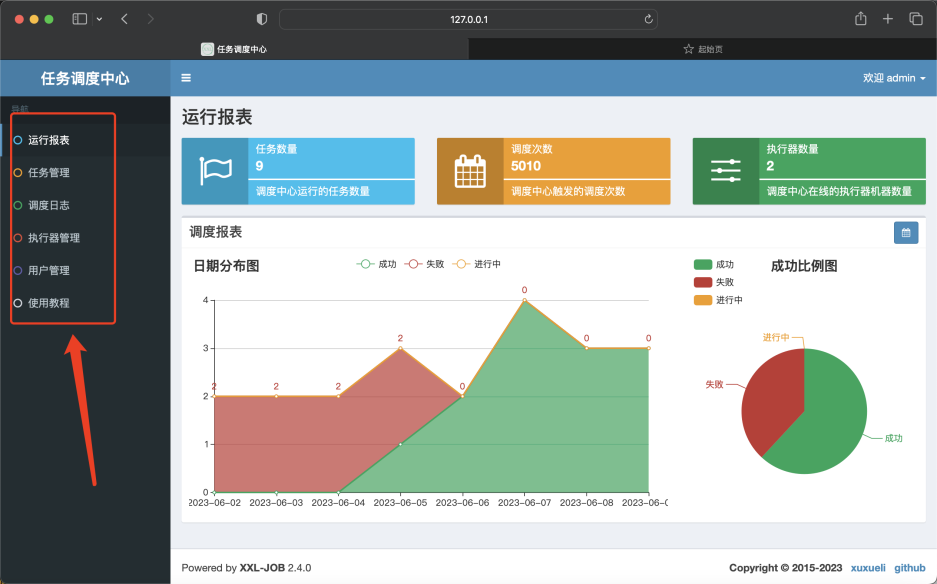 127.0.0.1
任务调度中心
起始页
任务调度中心
欢迎 admin
导航
运行报表
任务管理
调度日志
执行器管理
用户管理
使用教程
运行报表
任务数量
9
调度中心运行的任务数量
调度次数
5010
调度中心触发的调度次数
执行器数量
2
调度中心在线的执行器机器数量
调度报表
日期分布图
成功 失败 进行中
4
3
2
1
0
2 2 2 2 0 0 0 0
2023-06-02 2023-06-03 2023-06-04 2023-06-05 2023-06-06 2023-06-07 2023-06-08 2023-06-0
成功
失败
进行中
成功比例图
进行中
失败
成功
Powered by XXL-JOB 2.4.0
Copyright © 2015-2023 xuxueli github